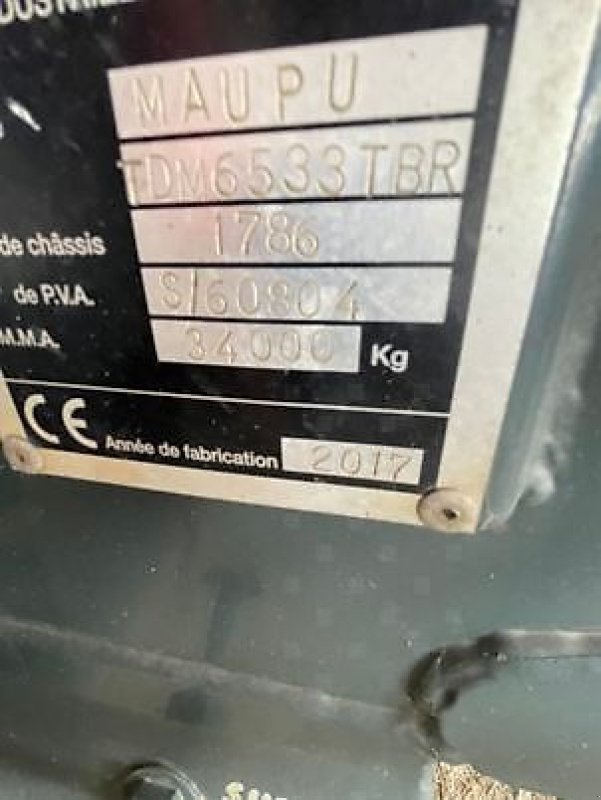 MAUPU
TDM6533TBR
de châssis 1786
de P.V.A. S/60804
M.M.A. 34000 Kg
CE Année de fabrication 2017